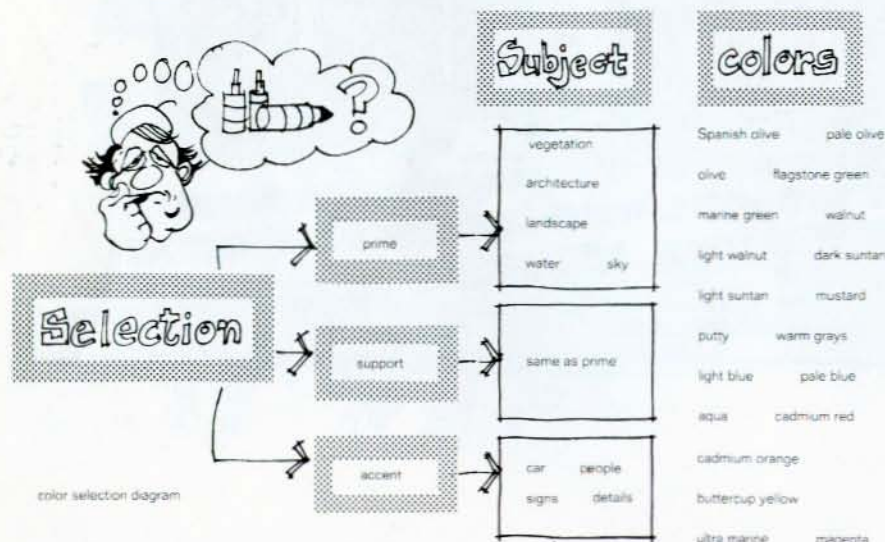 Subject
colors
?
Selection
prime
support
accent
vegetation
architecture
landscape
water sky
same as prime
car people
signs details
Spanish olive pale olive
olive flagstone green
marine green walnut
light walnut dark suntan
light suntan mustard
putty warm grays
light blue pale blue
aqua cadmium red
cadmium orange
buttercup yellow
ultra marine magenta
color selection diagram